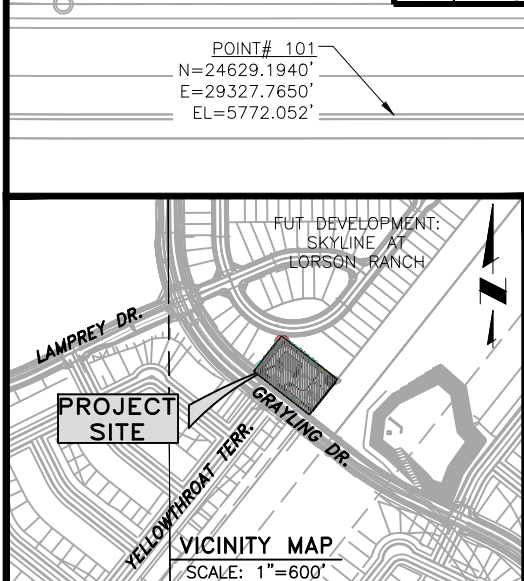 POINT# 101
N=24629.1940'
E=29327.7650'
EL=5772.052'
FUT DEVELOPMENT:
SKYLINE AT
LORSON RANCH
LAMPREY DR.
PROJECT
SITE
GRAYLING DR.
YELLOWTHROAT TERR.
VICINITY MAP
SCALE: 1"=600'